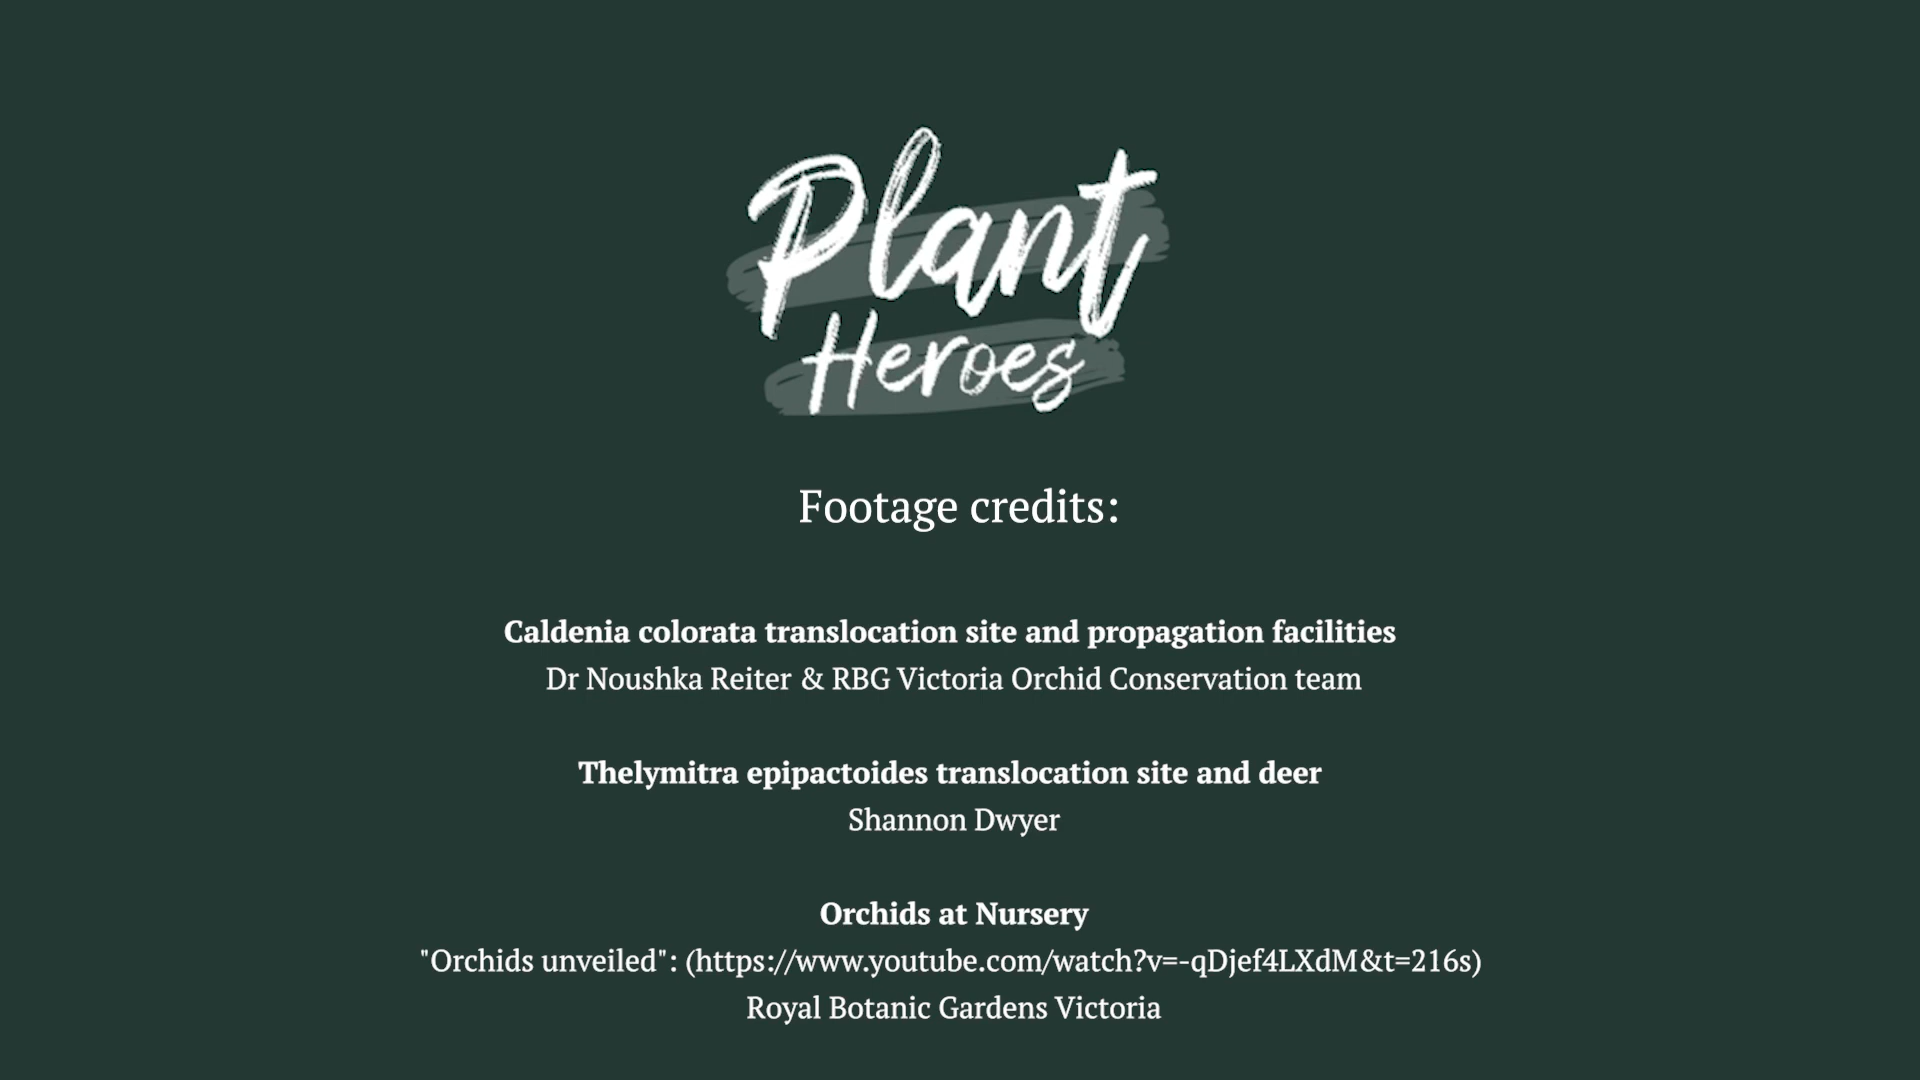 Plant
Heroes
Footage credits:
Caldenia colorata translocation site and propagation facilities
Dr Noushka Reiter & RBG Victoria Orchid Conservation team
Thelymitra epipactoides translocation site and deer
Shannon Dwyer
Orchids at Nursery
"Orchids unveiled": (https://www.youtube.com/watch?v=-qDjef4LXdM&t=216s)
Royal Botanic Gardens Victoria